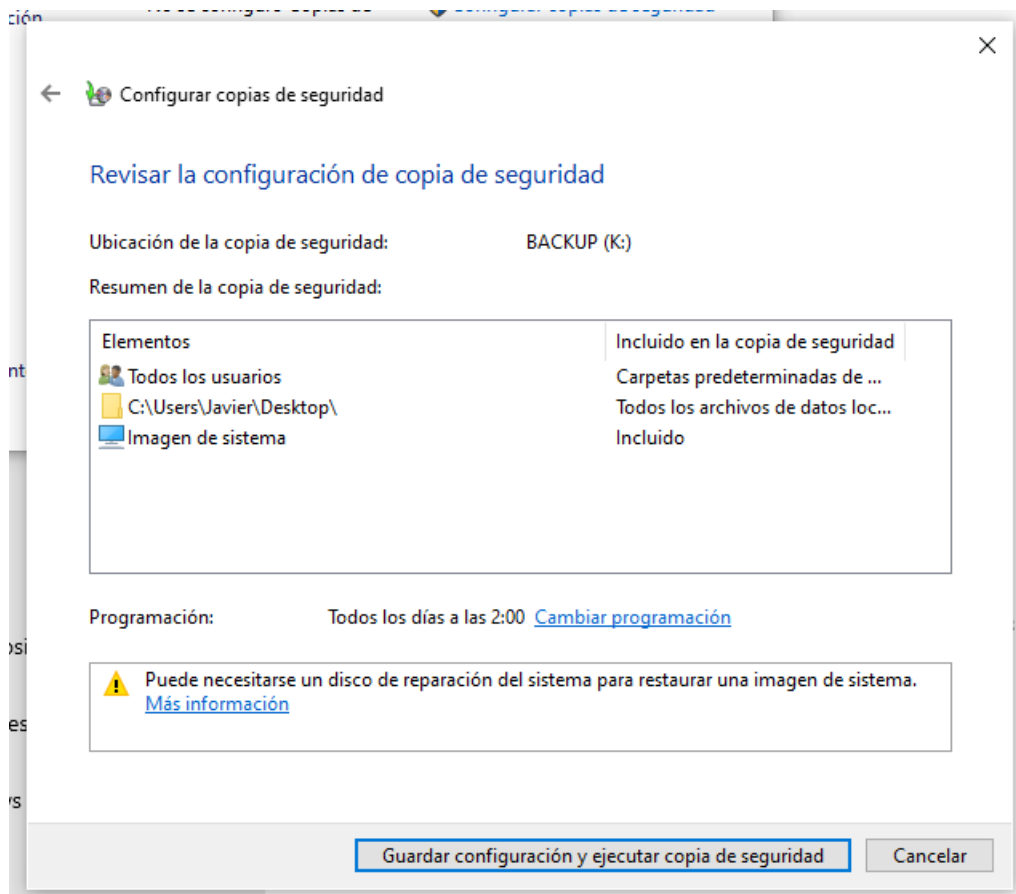 ción
Configurar copias de seguridad
Revisar la configuración de copia de seguridad
Ubicación de la copia de seguridad: BACKUP (K:)
Resumen de la copia de seguridad:
Elementos Incluido en la copia de seguridad
Todos los usuarios Carpetas predeterminadas de ...
C:\Users\Javier\Desktop\ Todos los archivos de datos loc...
nt
Imagen de sistema Incluido
Programación: Todos los días a las 2:00 Cambiar programación
osi
Puede necesitarse un disco de reparación del sistema para restaurar una imagen de sistema.
Más información
es
Guardar configuración y ejecutar copia de seguridad Cancelar